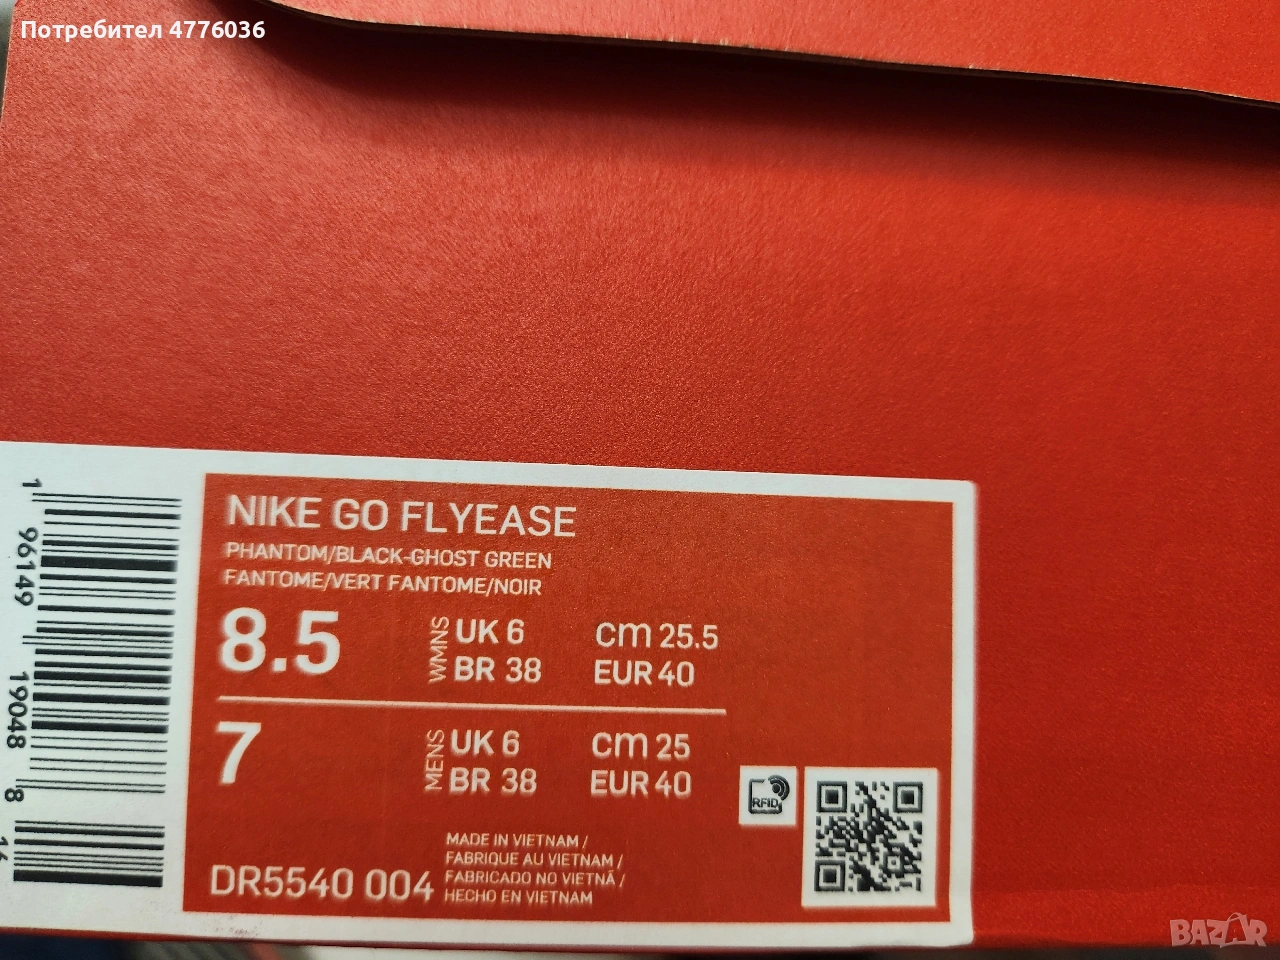 Потребител 4776036
NIKE GO FLYEASE
PHANTOM/BLACK-GHOST GREEN
FANTOME/VERT FANTOME/NOIR
8.5 WMNS UK 6 cm 25.5
BR 38 EUR 40
7 MENS UK 6 cm 25
BR 38 EUR 40
RFID
MADE IN VIETNAM /
FABRIQUE AU VIETNAM /
FABRICADO NO VIETNÃ /
HECHO EN VIETNAM
DR5540 004
1 96149 19048 8
BAZAR